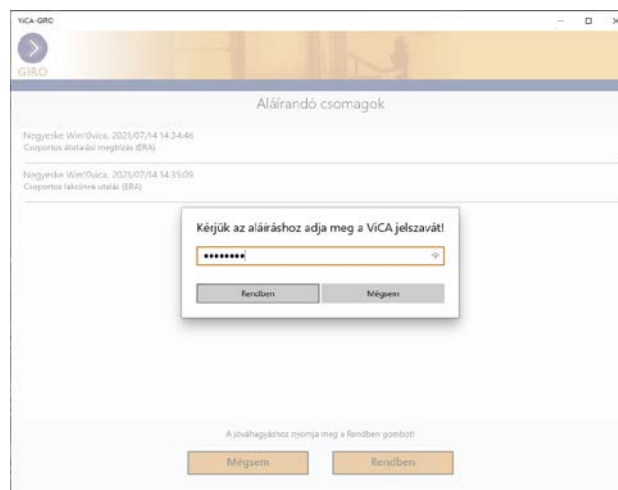 ViCA-GIRO
GIRO
Aláírandó csomagok
Negyeske Win10vica, 2021/07/14 14:34:46
Csoportos átutalási megbízás (ERA)
Negyeske Win10vica, 2021/07/14 14:35:09
Csoportos lakcímre utalás (ERA)
Kérjük az aláíráshoz adja meg a ViCA jelszavát!
••••••••
Rendben Mégsem
A jóváhagyáshoz nyomja meg a Rendben gombot!
Mégsem Rendben